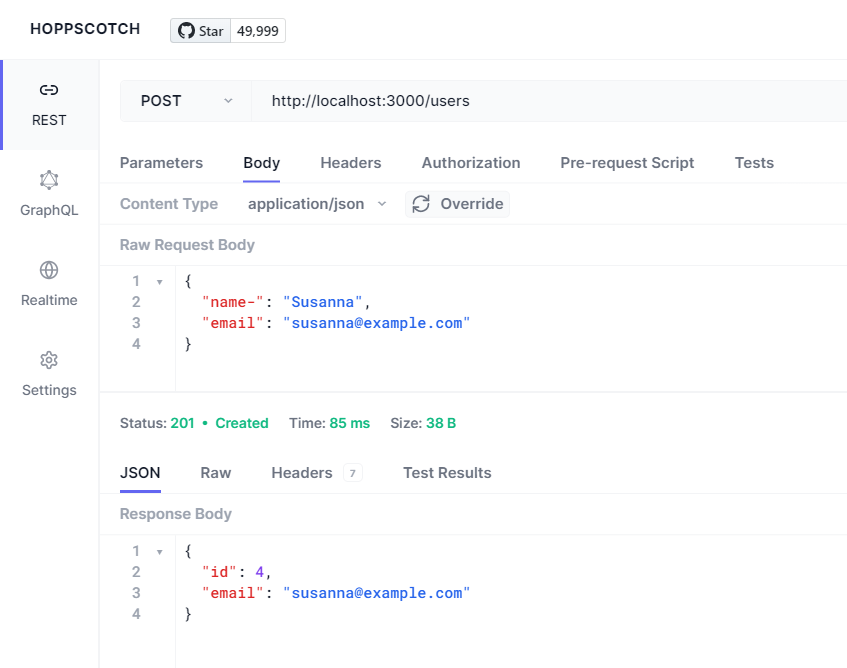 HOPPSCOTCH Star 49,999
REST
GraphQL
Realtime
Settings
POST http://localhost:3000/users
Parameters Body Headers Authorization Pre-request Script Tests
Content Type application/json Override
Raw Request Body
1 {
2 "name-": "Susanna",
3 "email": "susanna@example.com"
4 }
Status: 201 • Created Time: 85 ms Size: 38 B
JSON Raw Headers 7 Test Results
Response Body
1 {
2 "id": 4,
3 "email": "susanna@example.com"
4 }